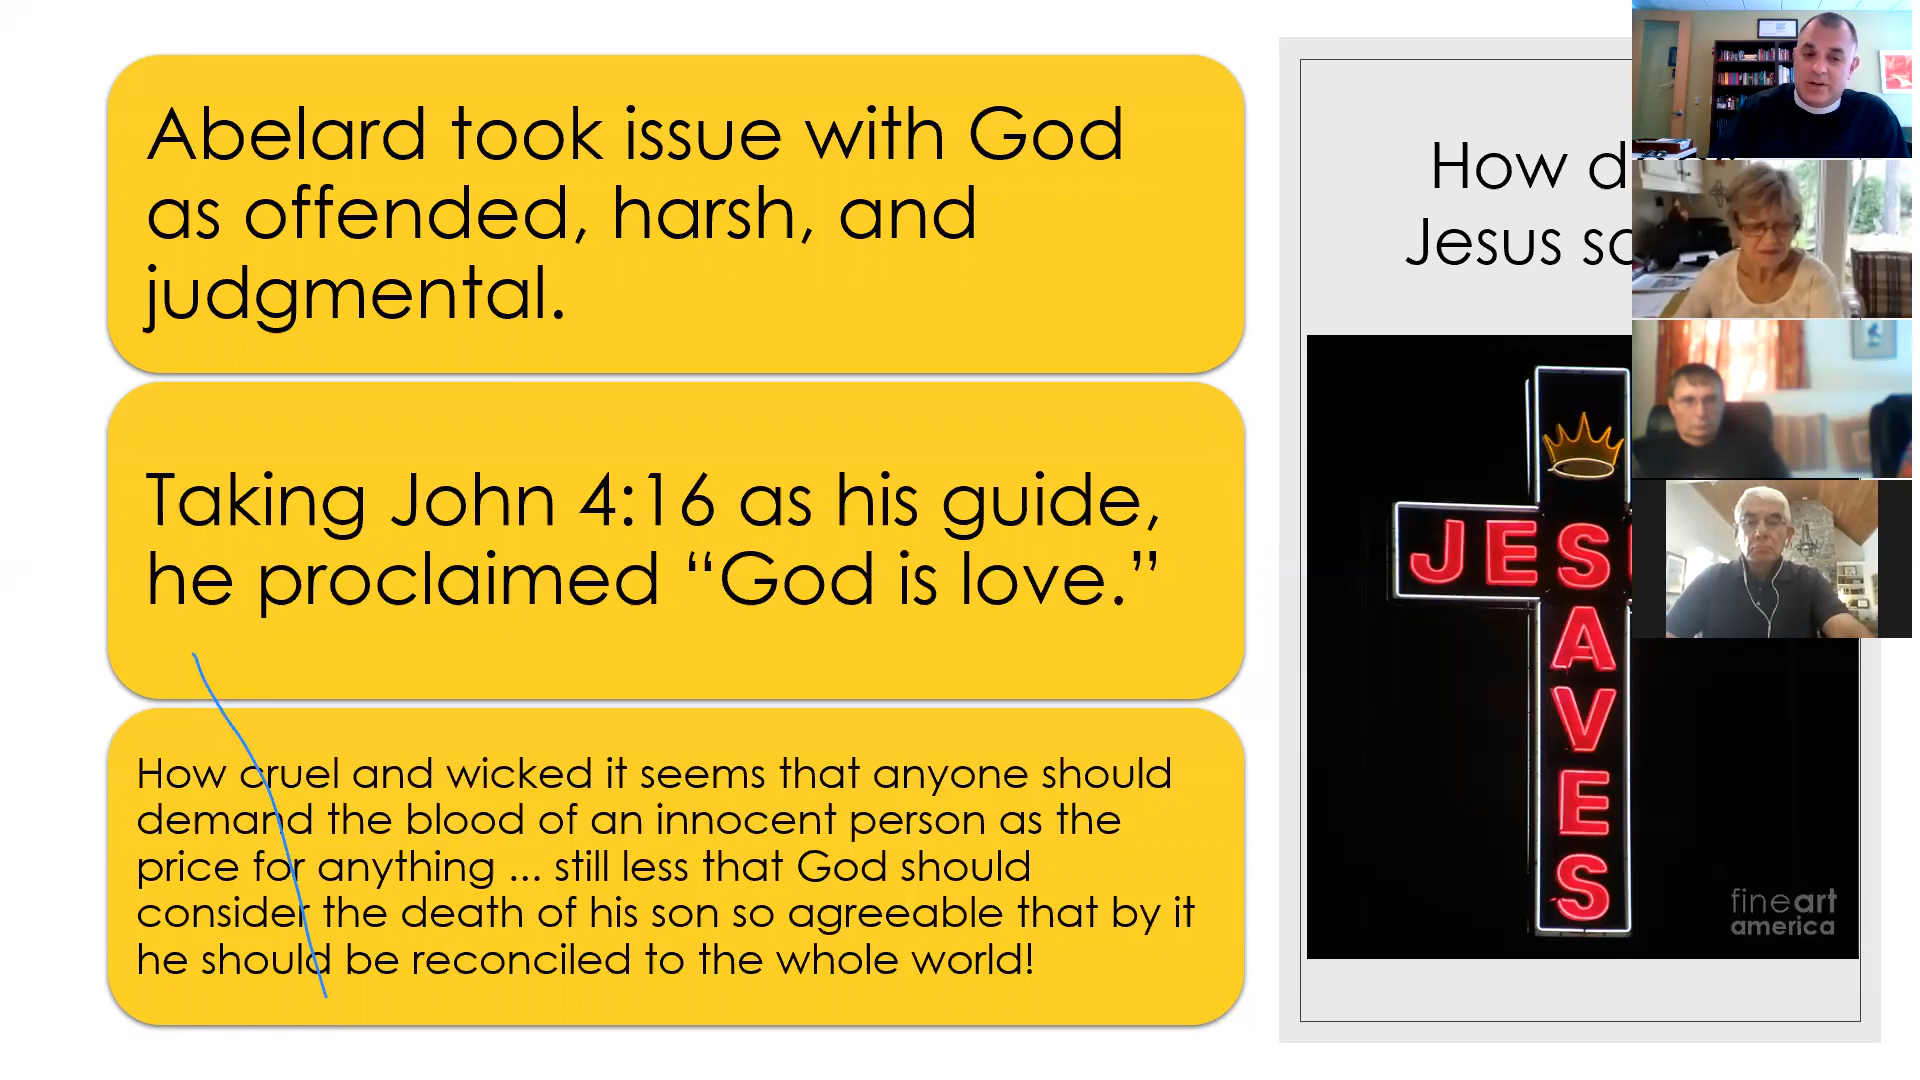 Abelard took issue with God
as offended, harsh, and
judgmental.
Taking John 4:16 as his guide,
he proclaimed “God is love.”
How cruel and wicked it seems that anyone should
demand the blood of an innocent person as the
price for anything ... still less that God should
consider the death of his son so agreeable that by it
he should be reconciled to the whole world!
How
Jesus
JES
SAVES
fineart
america